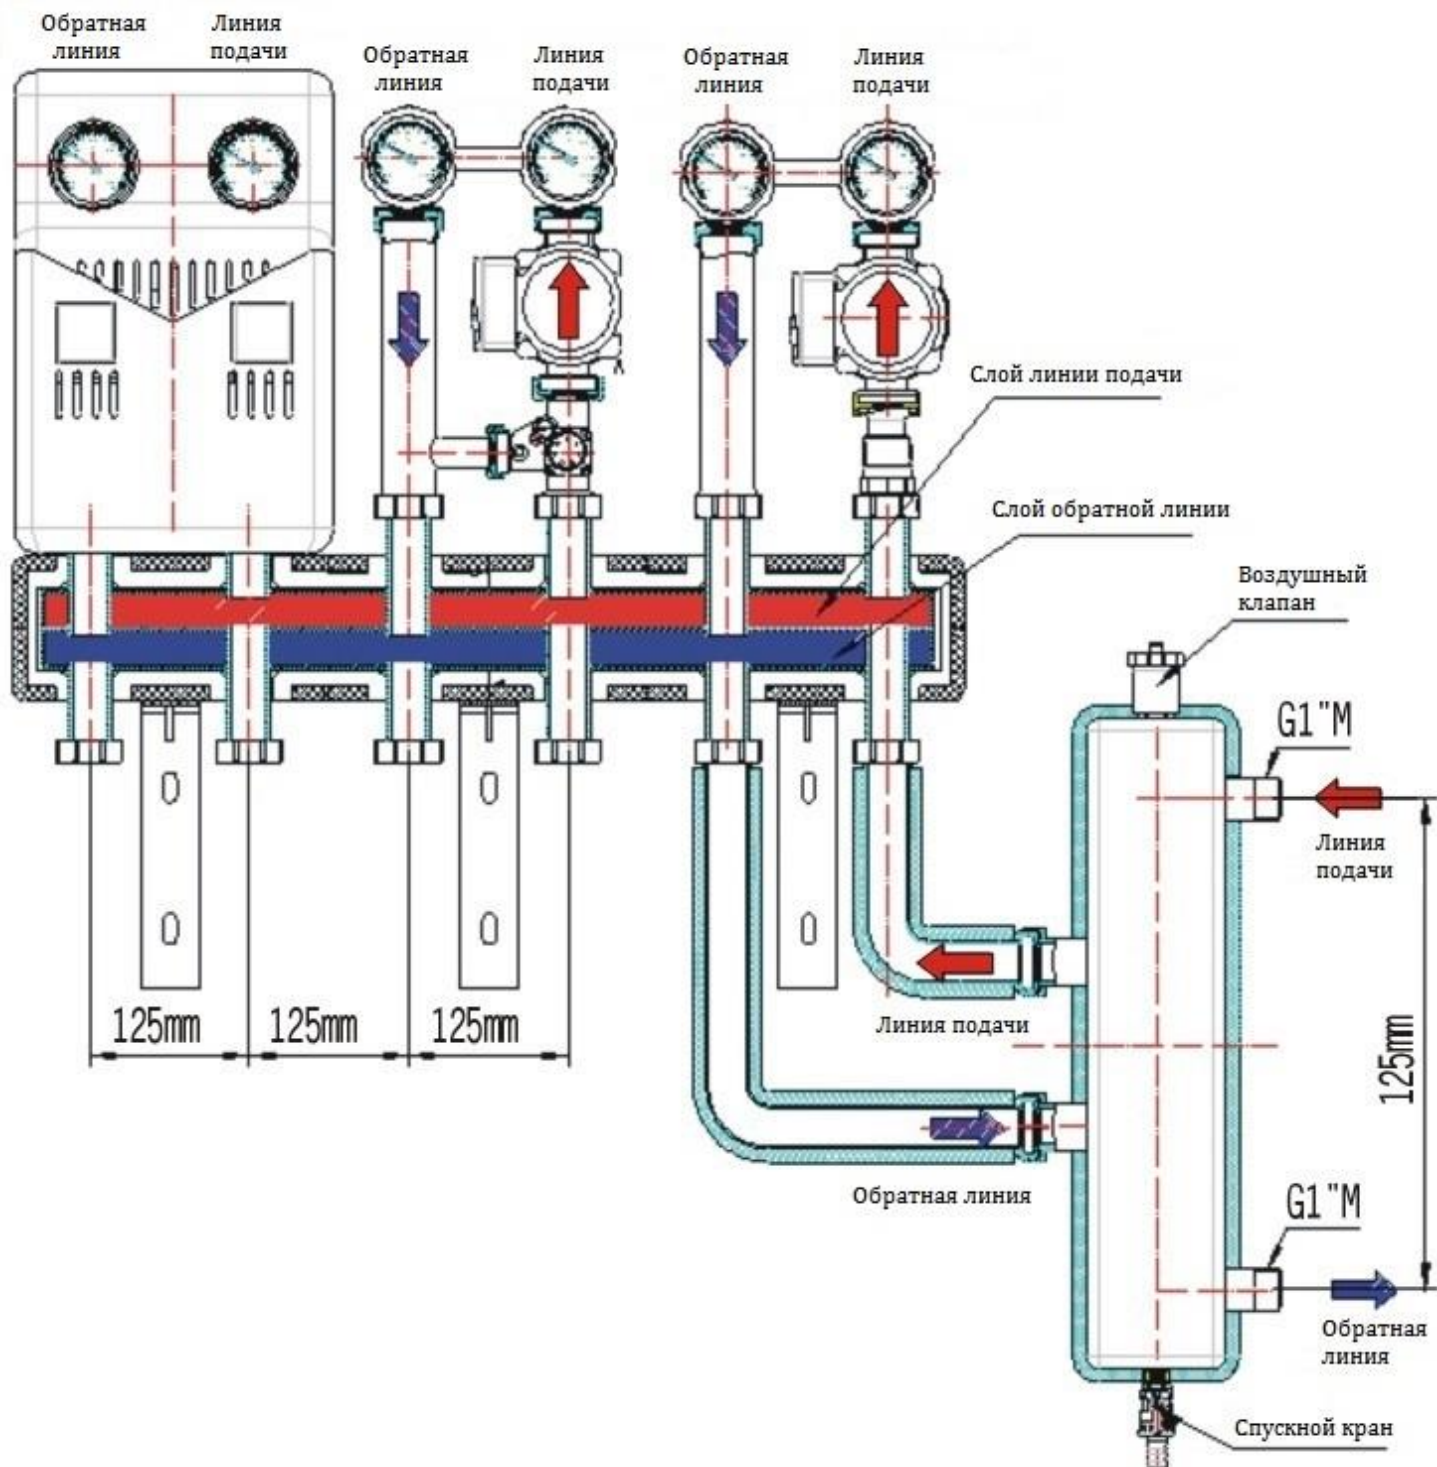 Обратная
линия
Линия
подачи
Обратная
линия
Линия
подачи
Обратная
линия
Линия
подачи
Слой линии подачи
Слой обратной линии
Воздушный
клапан
G1"M
Линия
подачи
125mm
125mm
125mm
Линия подачи
125mm
Обратная линия
G1"M
Обратная
линия
Спускной кран